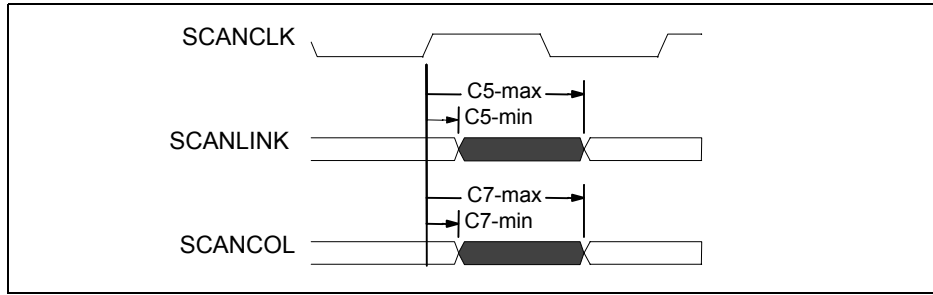 SCANCLK
C5-max
C5-min
SCANLINK
C7-max
C7-min
SCANCOL